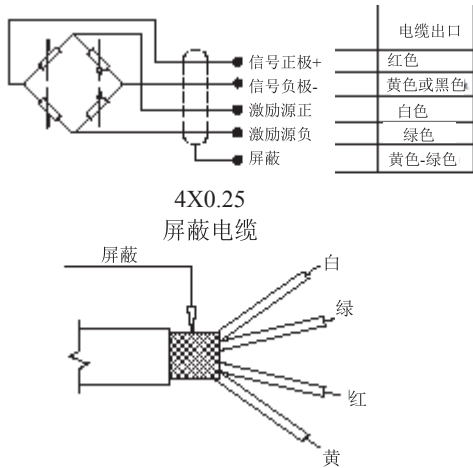 电缆出口
信号正极+ 红色
信号负极- 黄色或黑色
激励源正 白色
激励源负 绿色
屏蔽 黄色-绿色
4X0.25
屏蔽电缆
屏蔽
白
绿
红
黄